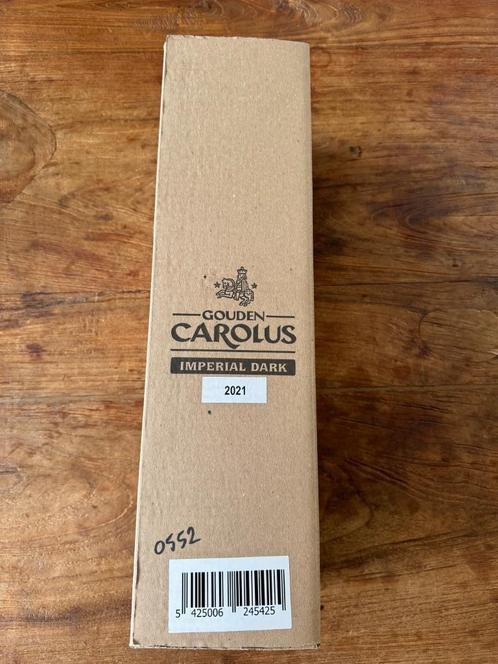 GOUDEN
CAROLUS
IMPERIAL DARK
2021
0552
5 425006 245425